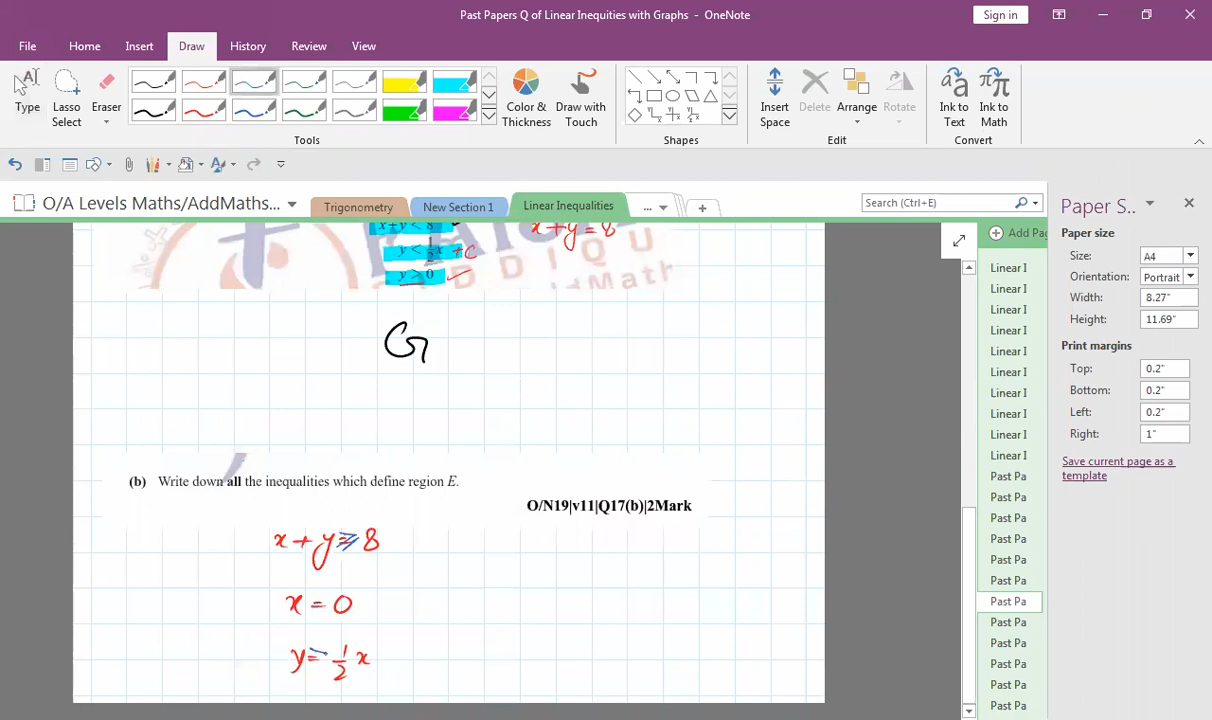 Past Papers Q of Linear Inequities with Graphs - OneNote
Sign in
File Home Insert Draw History Review View
Type
Lasso Select
Eraser
Color & Thickness
Draw with Touch
Insert Space
Delete
Arrange
Rotate
Ink to Text
Ink to Math
Tools Shapes Edit Convert
O/A Levels Maths/AddMaths...
Trigonometry
New Section 1
Linear Inequalities
...
Search (Ctrl+E)
x+y<8
x+y=8
y<1/2x+c
y>0
G
(b) Write down all the inequalities which define region E.
O/N19|v11|Q17(b)|2Mark
x + y ≥ 8
x = 0
y = 1/2 x
Add Pag
Linear I
Linear I
Linear I
Linear I
Linear I
Linear I
Linear I
Linear I
Linear I
Linear I
Past Pa
Past Pa
Past Pa
Past Pa
Past Pa
Past Pa
Past Pa
Past Pa
Past Pa
Past Pa
Past Pa
Past Pa
Paper S...
Paper size
Size: A4
Orientation: Portrait
Width: 8.27"
Height: 11.69"
Print margins
Top: 0.2"
Bottom: 0.2"
Left: 0.2"
Right: 1"
Save current page as a
template